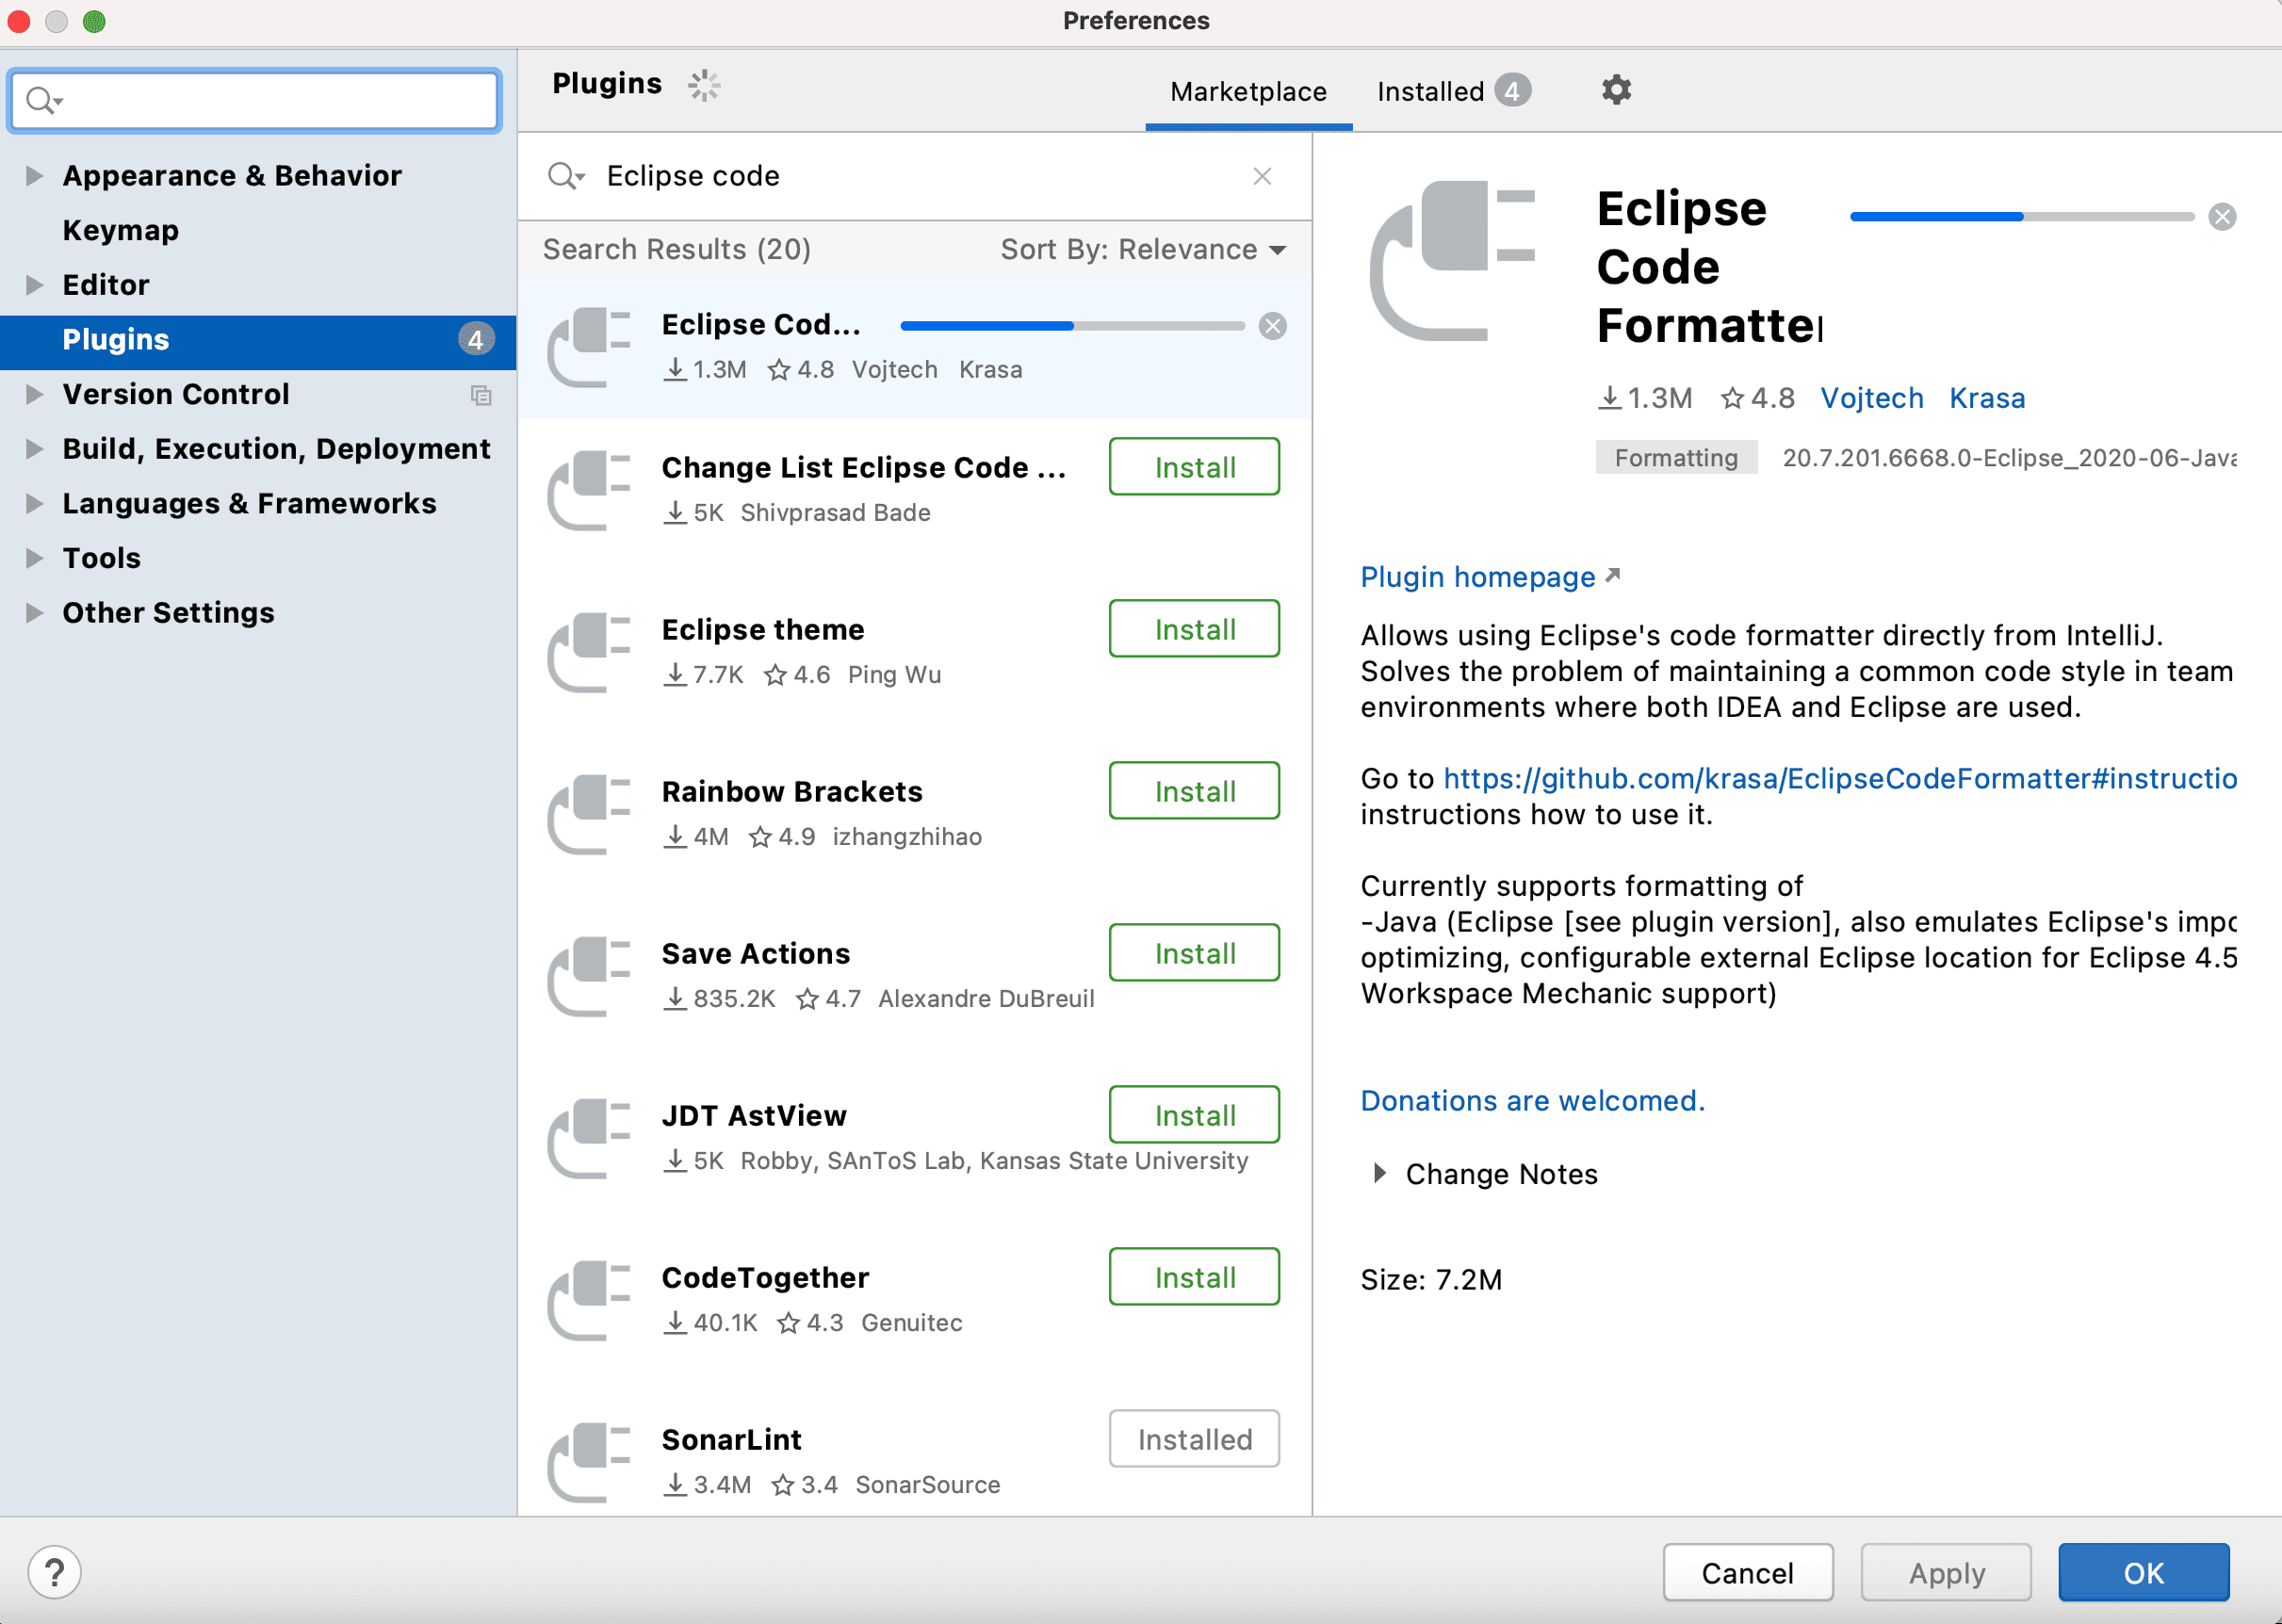 Preferences
Plugins
Marketplace
Installed 4
Appearance & Behavior
Keymap
Editor
Plugins 4
Version Control
Build, Execution, Deployment
Languages & Frameworks
Tools
Other Settings
Eclipse code
Search Results (20) Sort By: Relevance
Eclipse Cod...
1.3M 4.8 Vojtech Krasa
Change List Eclipse Code ... Install
5K Shivprasad Bade
Eclipse theme Install
7.7K 4.6 Ping Wu
Rainbow Brackets Install
4M 4.9 izhangzhihao
Save Actions Install
835.2K 4.7 Alexandre DuBreuil
JDT AstView Install
5K Robby, SAnToS Lab, Kansas State University
CodeTogether Install
40.1K 4.3 Genuitec
SonarLint Installed
3.4M 3.4 SonarSource
Eclipse
Code
Formatter
1.3M 4.8 Vojtech Krasa
Formatting 20.7.201.6668.0-Eclipse_2020-06-Java
Plugin homepage
Allows using Eclipse's code formatter directly from IntelliJ.
Solves the problem of maintaining a common code style in team
environments where both IDEA and Eclipse are used.
Go to https://github.com/krasa/EclipseCodeFormatter#instructio
instructions how to use it.
Currently supports formatting of
-Java (Eclipse [see plugin version], also emulates Eclipse's impo
optimizing, configurable external Eclipse location for Eclipse 4.5
Workspace Mechanic support)
Donations are welcomed.
Change Notes
Size: 7.2M
?
Cancel
Apply
OK